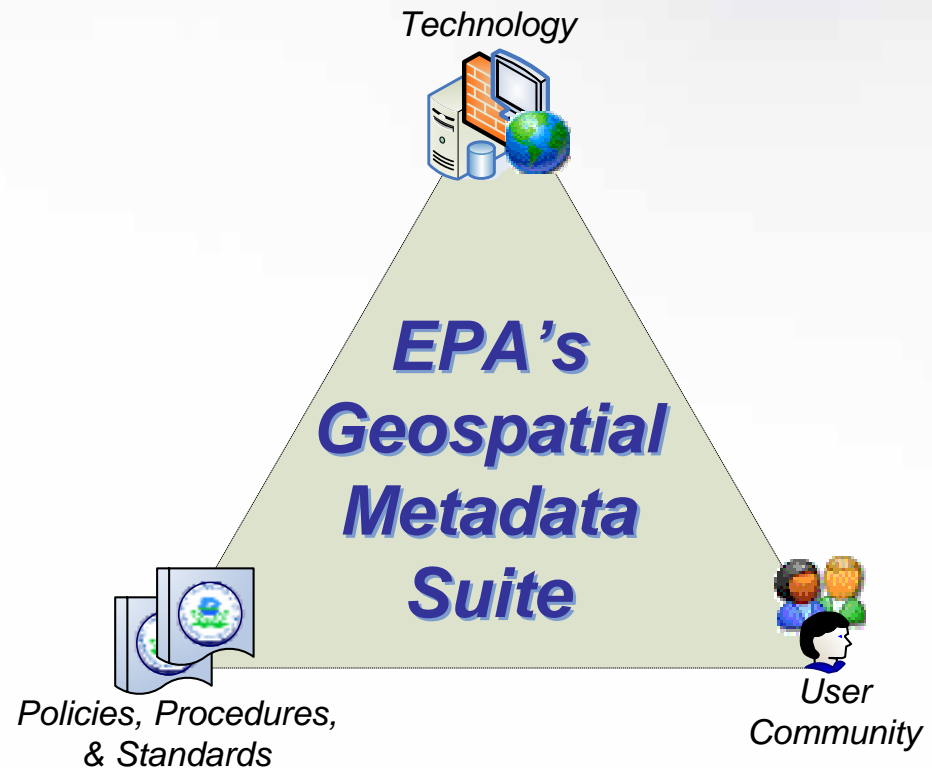 Technology
EPA's
Geospatial
Metadata
Suite
Policies, Procedures,
& Standards
User
Community